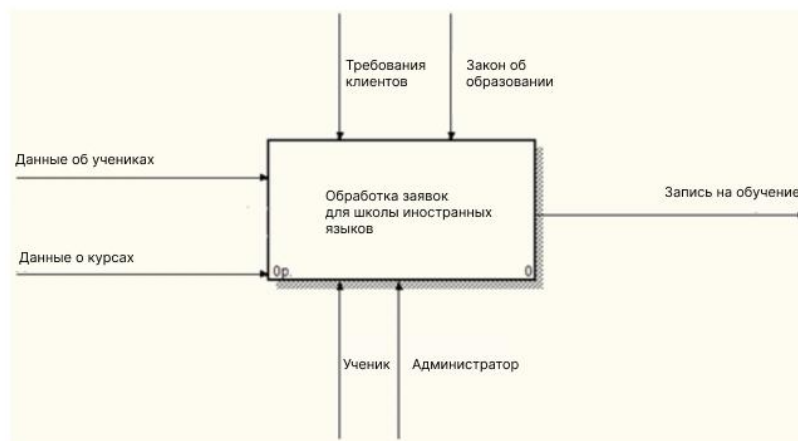 Требования
клиентов
Закон об
образовании
Данные об учениках
Запись на обучение
Обработка заявок
для школы иностранных
языков
Данные о курсах
0р.
0
Ученик
Администратор